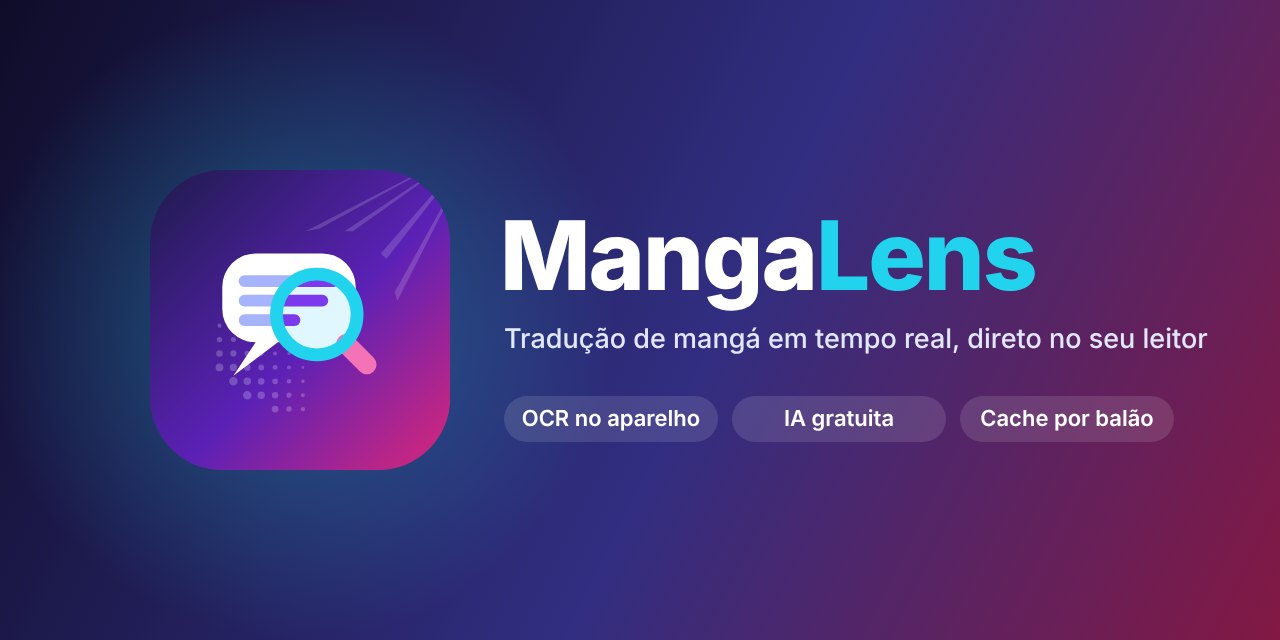 MangaLens
Tradução de mangá em tempo real, direto no seu leitor
OCR no aparelho
IA gratuita
Cache por balão